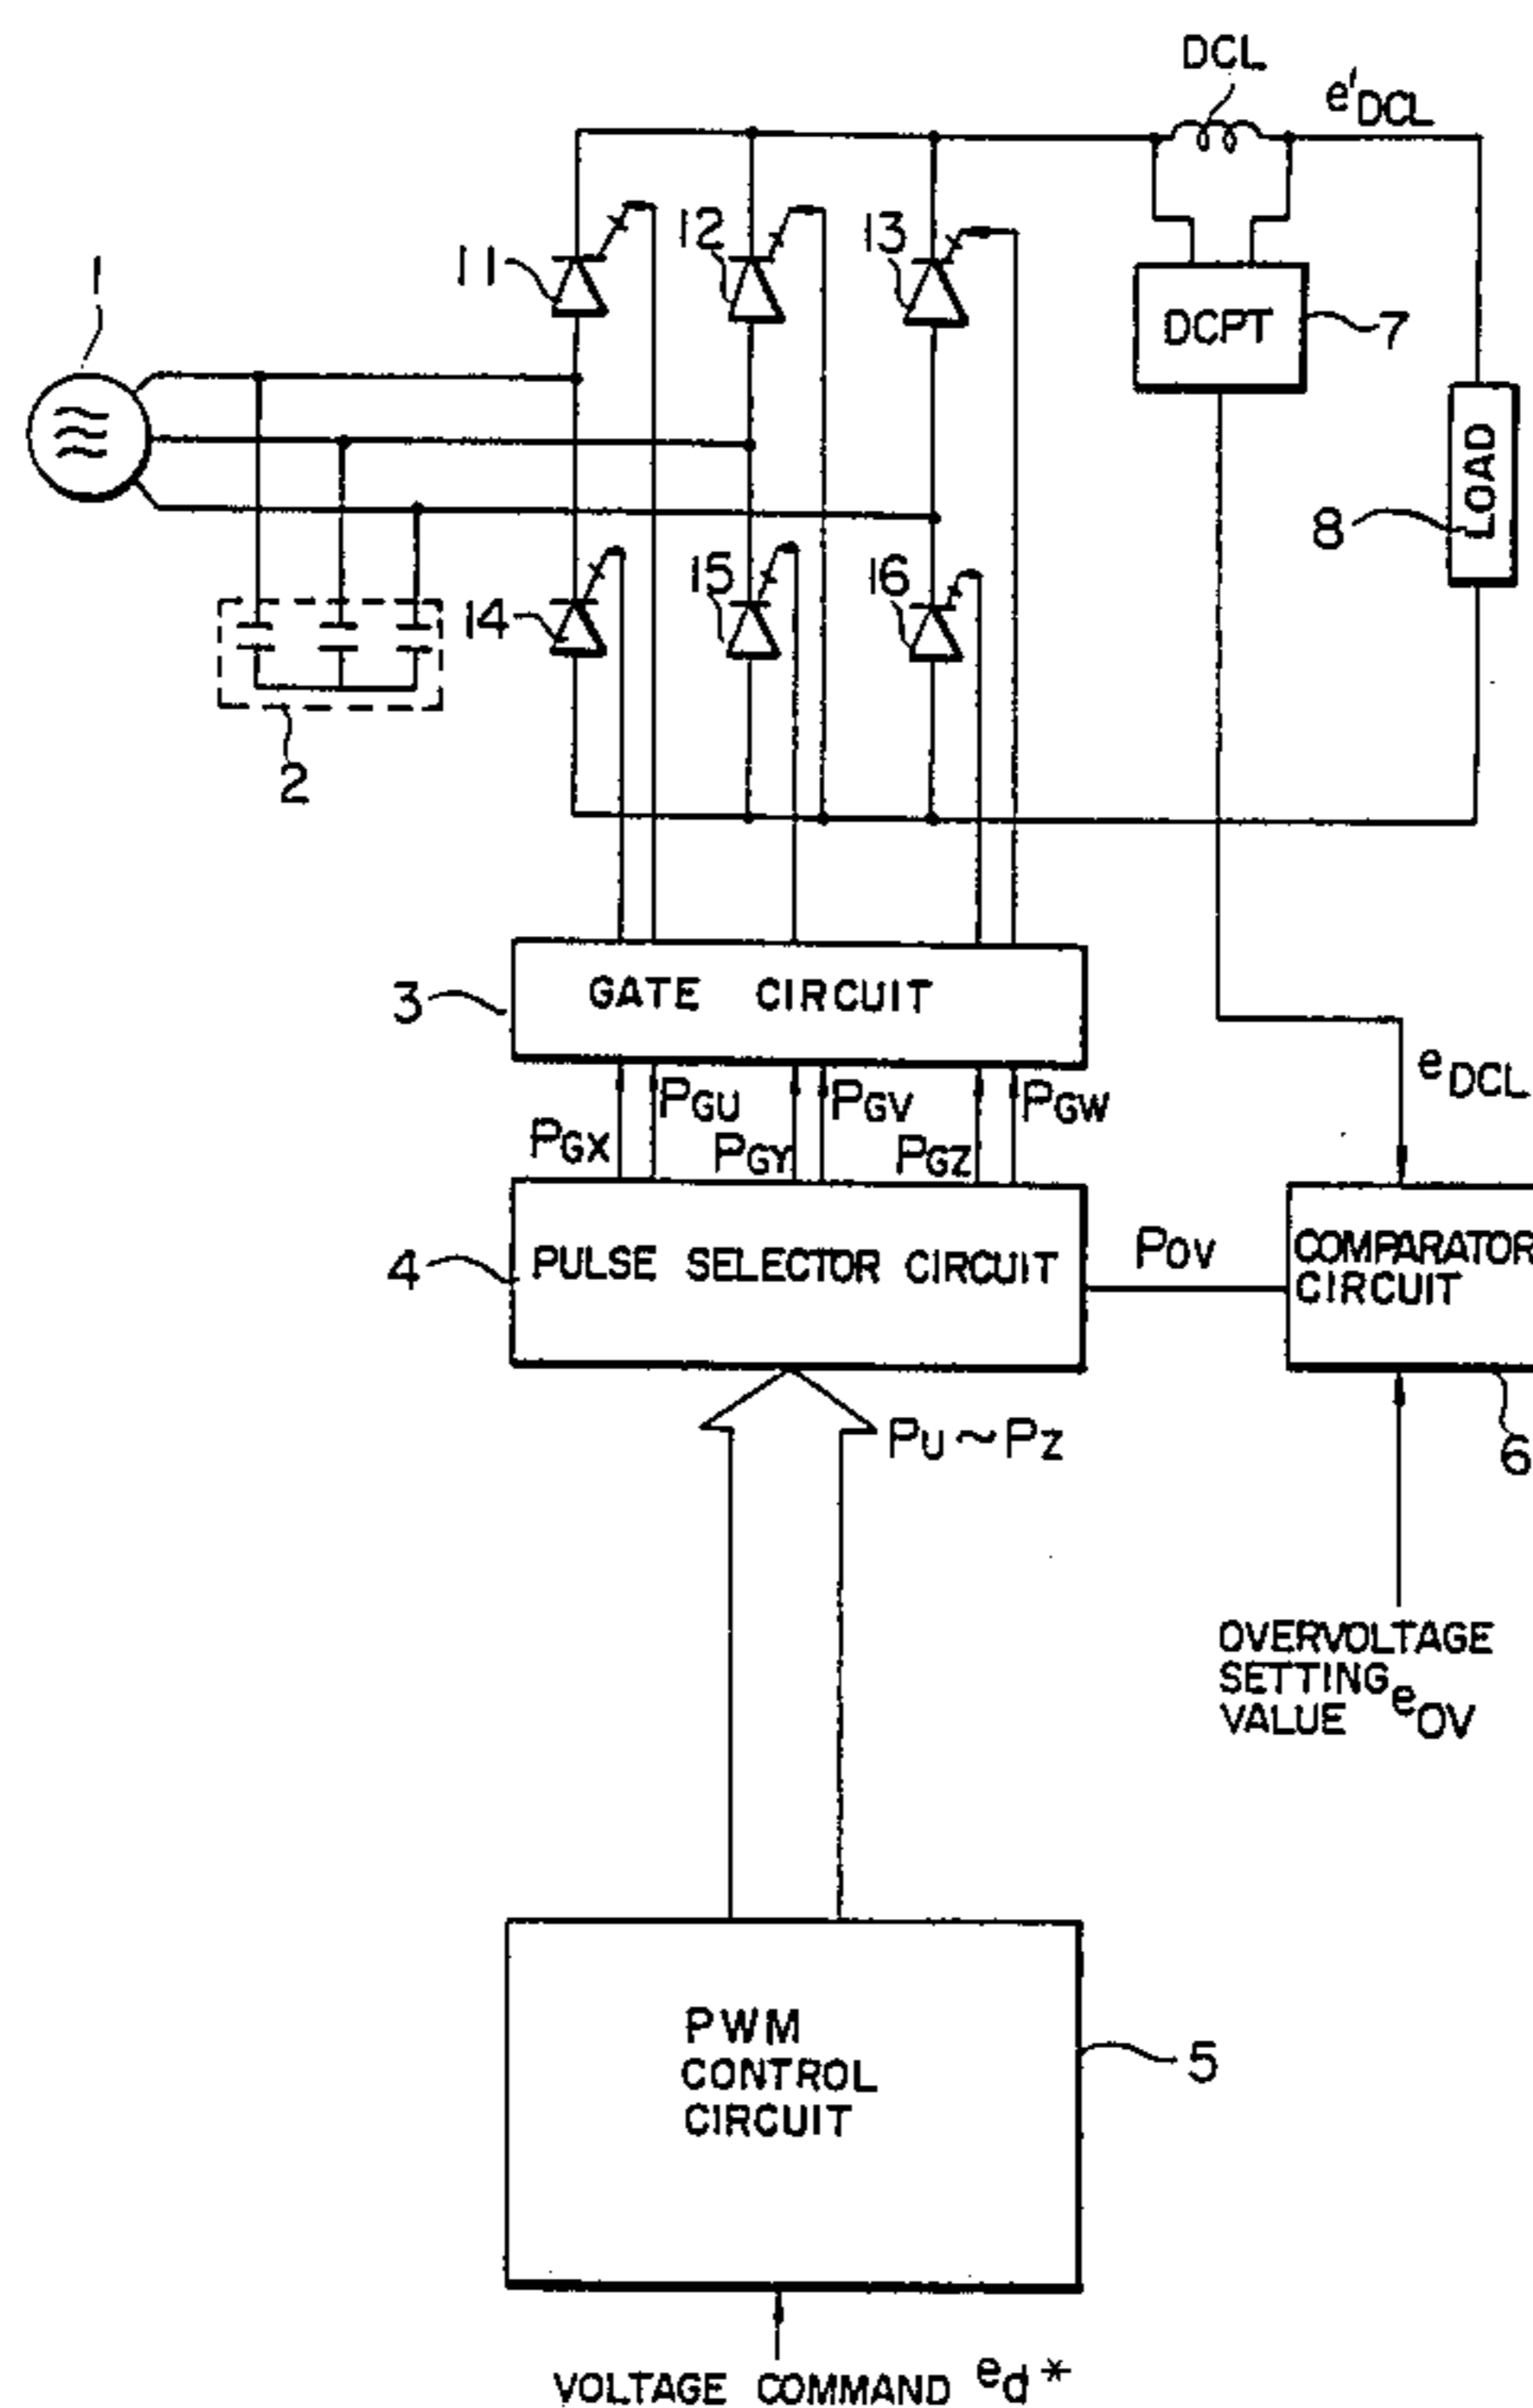 DCL
e'DCL
11
12
13
1
DCPT
7
LOAD
8
14
15
16
2
3
GATE CIRCUIT
eDCL
PGX
PGU
PGY
PGV
PGZ
PGW
4
PULSE SELECTOR CIRCUIT
POV
COMPARATOR
CIRCUIT
6
PU~PZ
OVERVOLTAGE
SETTING
VALUE eOV
PWM
CONTROL
CIRCUIT
5
VOLTAGE COMMAND ed*